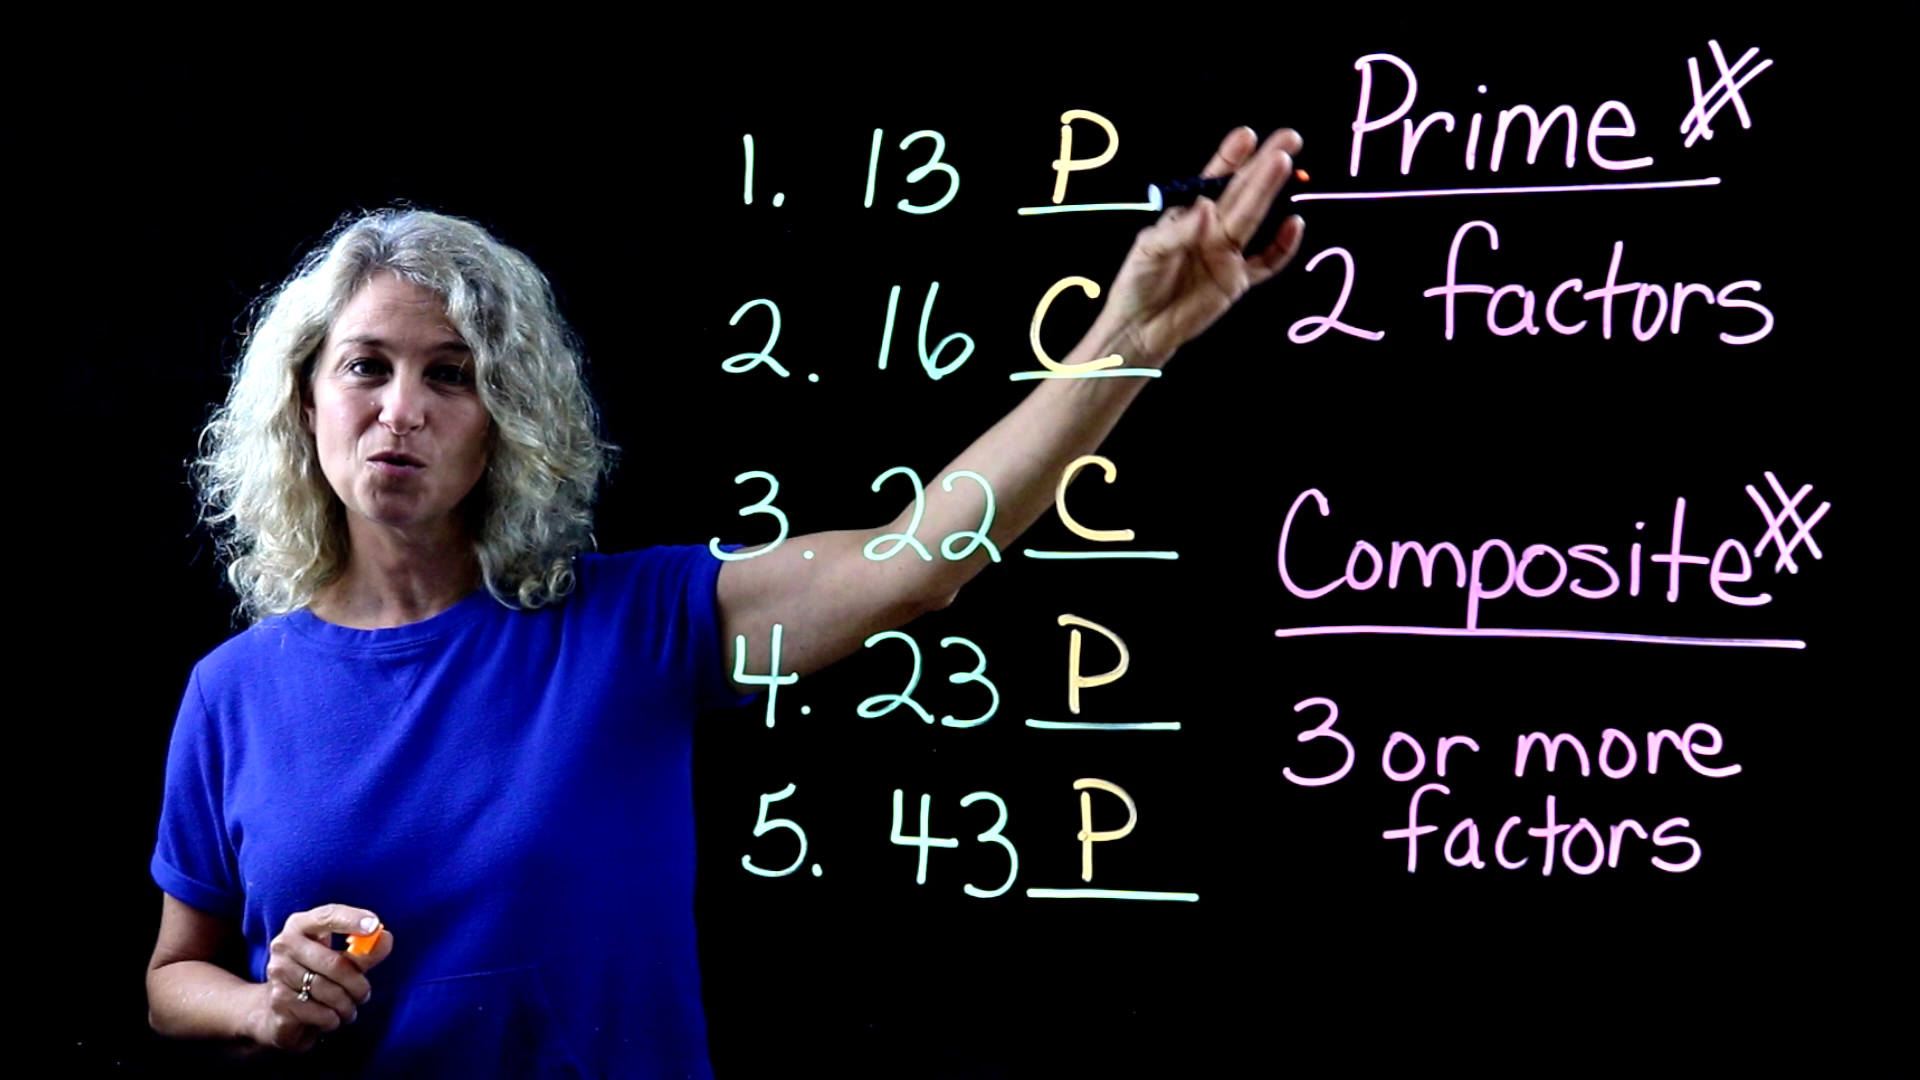 1. 13 P
2. 16 C
3. 22 C
4. 23 P
5. 43 P
Prime #
2 factors
Composite #
3 or more
factors